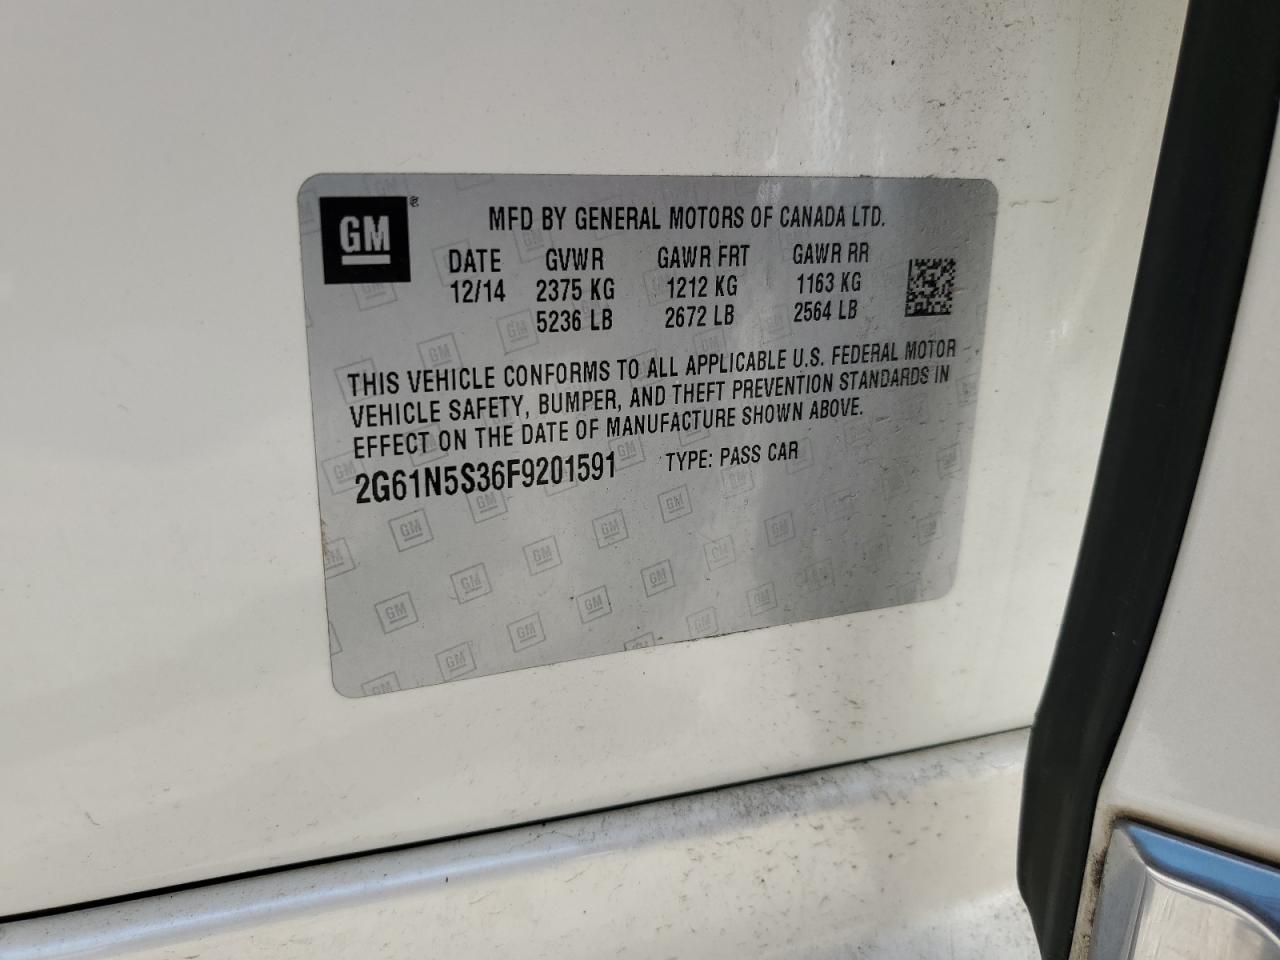 GM ®
MFD BY GENERAL MOTORS OF CANADA LTD.
DATE GVWR GAWR FRT GAWR RR
12/14 2375 KG 1212 KG 1163 KG
5236 LB 2672 LB 2564 LB
THIS VEHICLE CONFORMS TO ALL APPLICABLE U.S. FEDERAL MOTOR
VEHICLE SAFETY, BUMPER, AND THEFT PREVENTION STANDARDS IN
EFFECT ON THE DATE OF MANUFACTURE SHOWN ABOVE.
2G61N5S36F9201591 TYPE: PASS CAR